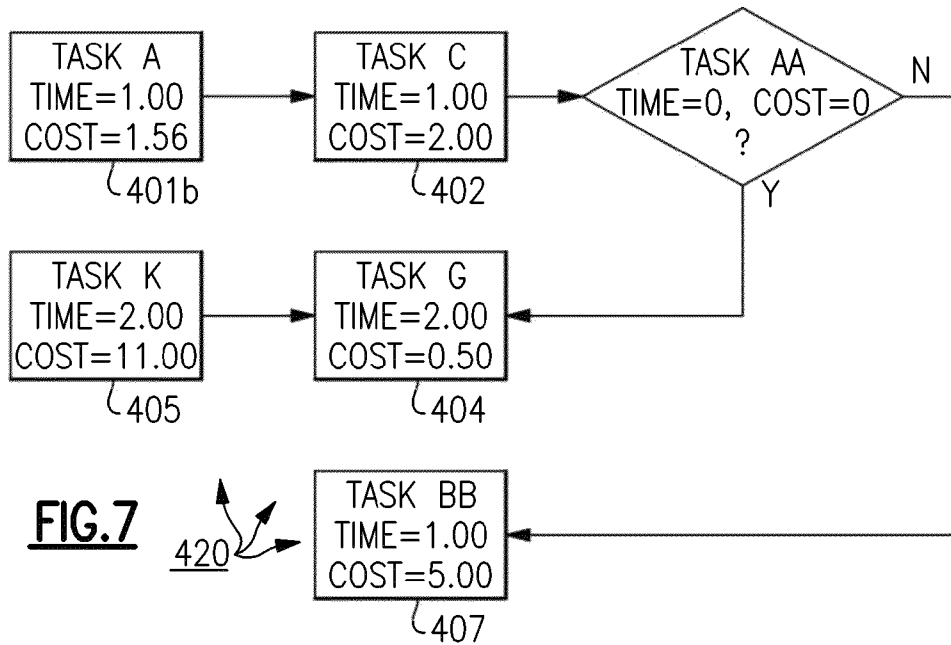 TASK A
TIME=1.00
COST=1.56
401b
TASK C
TIME=1.00
COST=2.00
402
TASK AA
TIME=0, COST=0
?
N
Y
TASK K
TIME=2.00
COST=11.00
405
TASK G
TIME=2.00
COST=0.50
404
FIG.7
420
TASK BB
TIME=1.00
COST=5.00
407